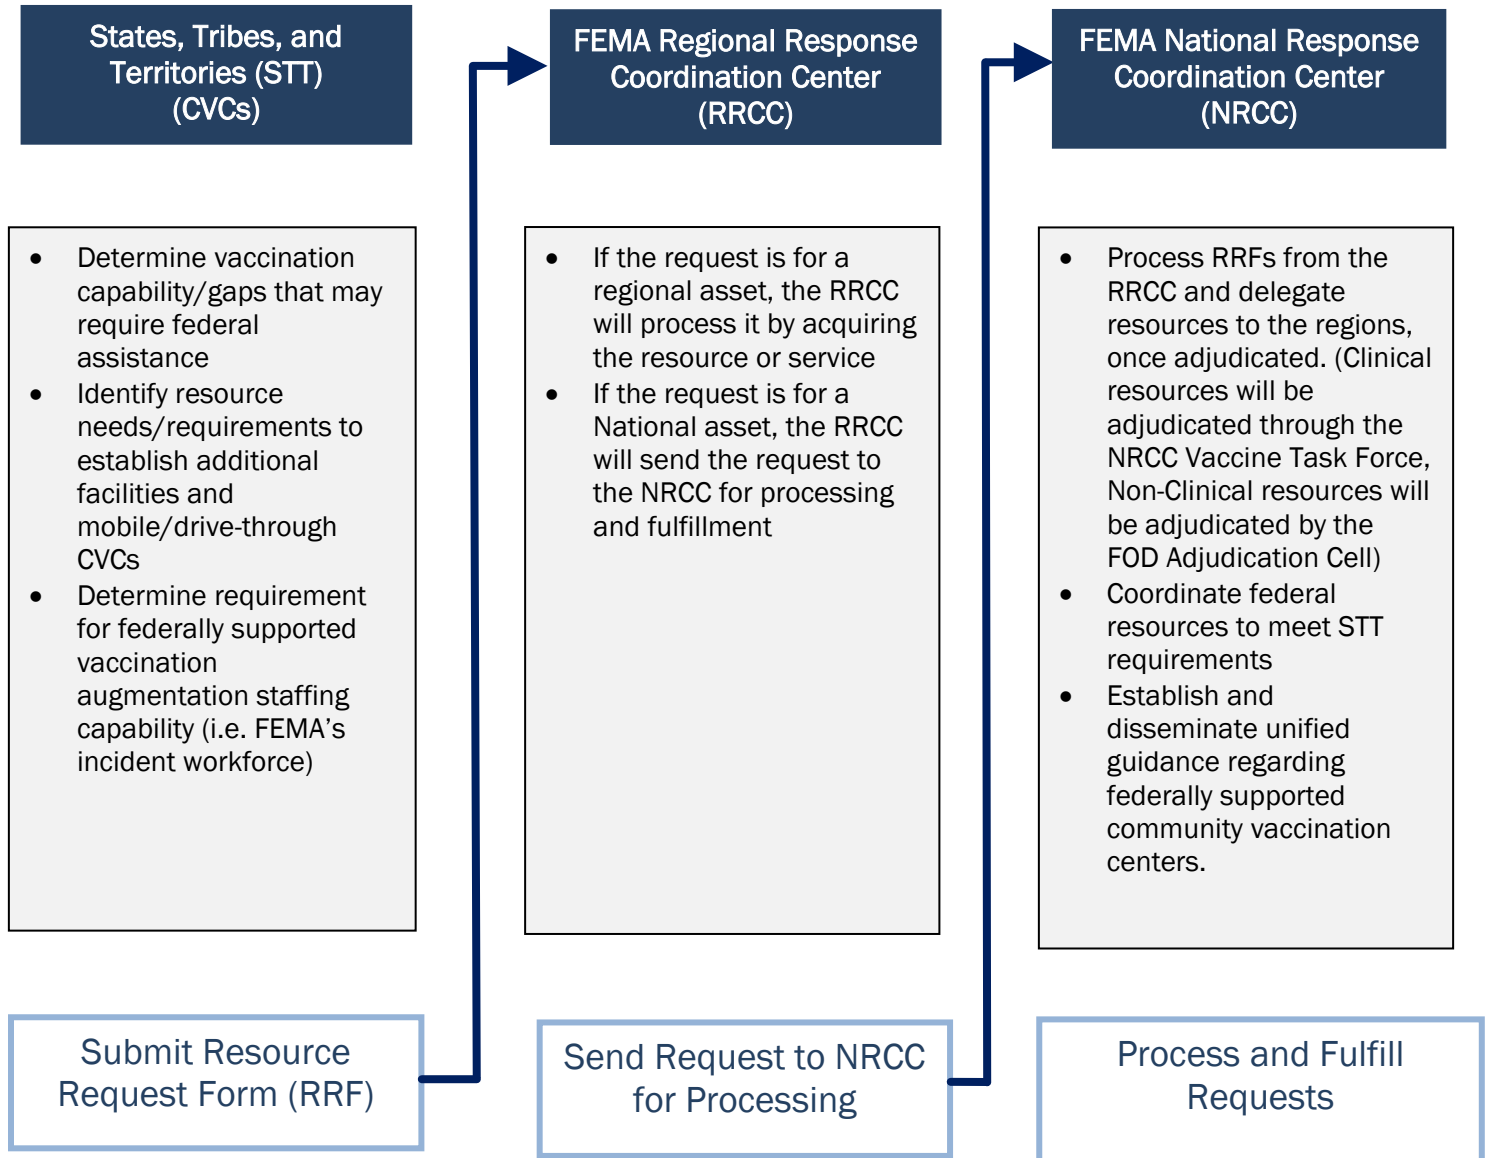 States, Tribes, and
Territories (STT)
(CVCs)
FEMA Regional Response
Coordination Center
(RRCC)
FEMA National Response
Coordination Center
(NRCC)
• Determine vaccination
capability/gaps that may
require federal
assistance
• Identify resource
needs/requirements to
establish additional
facilities and
mobile/drive-through
CVCs
• Determine requirement
for federally supported
vaccination
augmentation staffing
capability (i.e. FEMA’s
incident workforce)
• If the request is for a
regional asset, the RRCC
will process it by acquiring
the resource or service
• If the request is for a
National asset, the RRCC
will send the request to
the NRCC for processing
and fulfillment
• Process RRFs from the
RRCC and delegate
resources to the regions,
once adjudicated. (Clinical
resources will be
adjudicated through the
NRCC Vaccine Task Force,
Non-Clinical resources will
be adjudicated by the
FOD Adjudication Cell)
• Coordinate federal
resources to meet STT
requirements
• Establish and
disseminate unified
guidance regarding
federally supported
community vaccination
centers.
Submit Resource
Request Form (RRF)
Send Request to NRCC
for Processing
Process and Fulfill
Requests